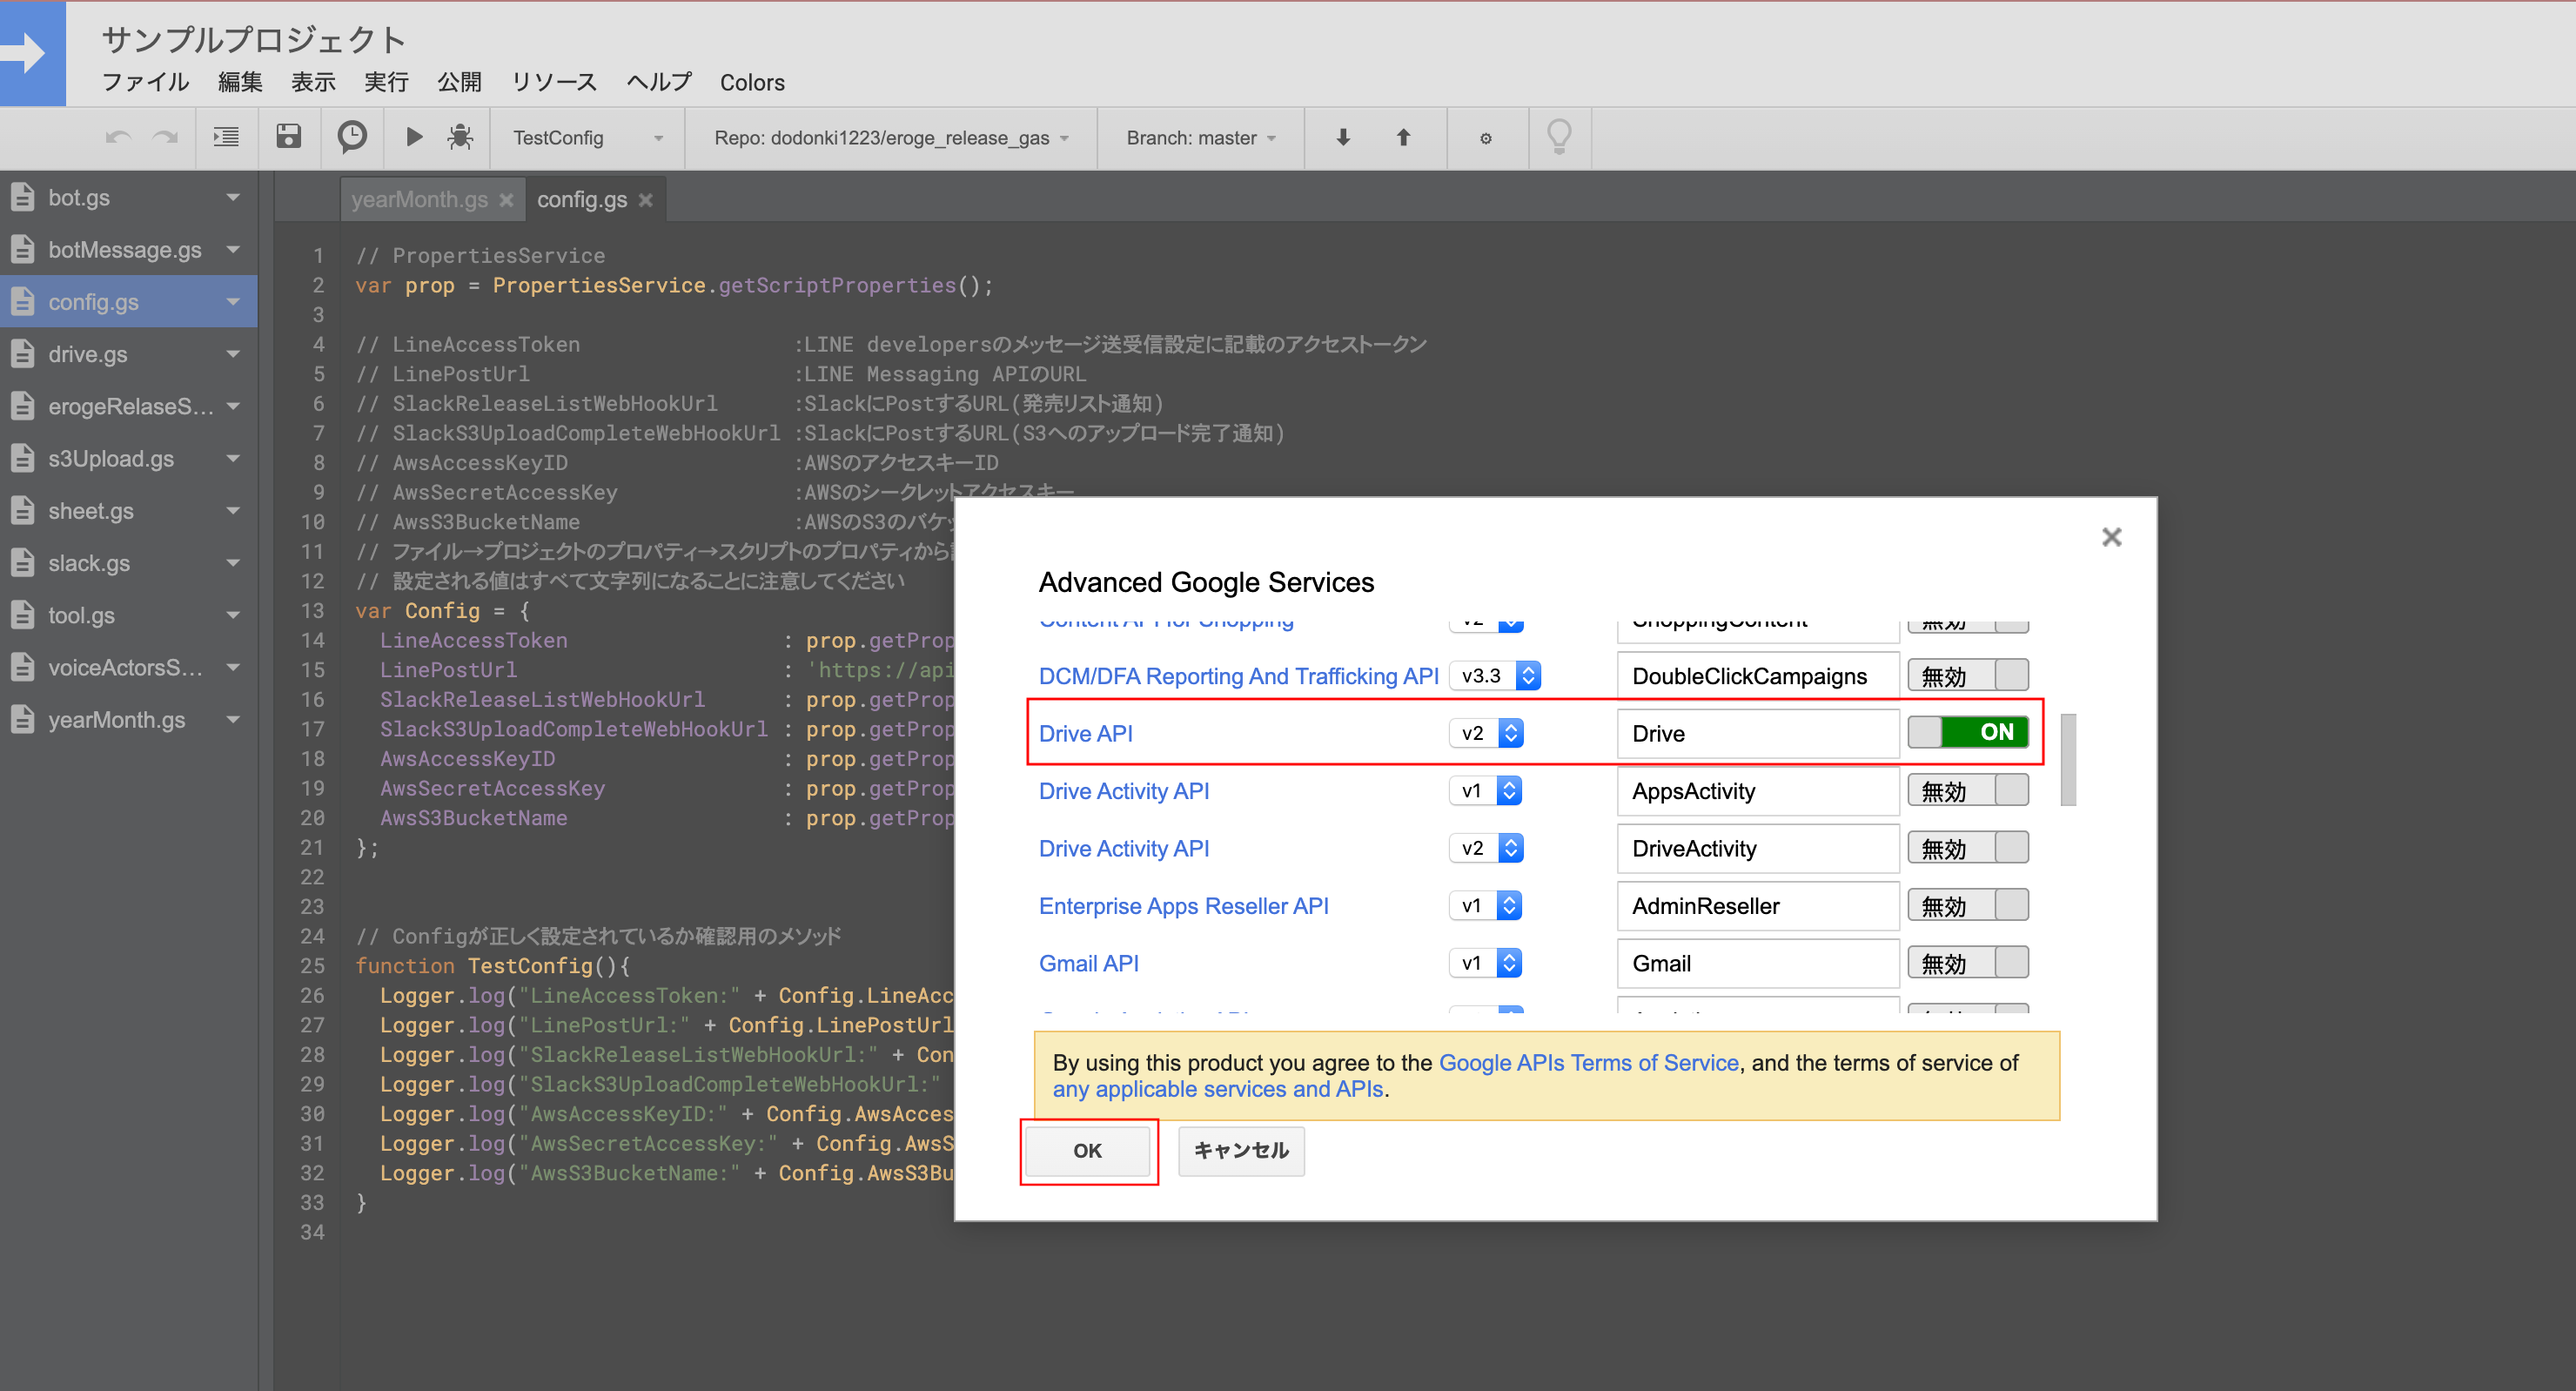 サンプルプロジェクト
ファイル 編集 表示 実行 公開 リソース ヘルプ Colors
TestConfig Repo: dodonki1223/eroge_release_gas Branch: master
bot.gs
botMessage.gs
config.gs
drive.gs
erogeRelaseS...
s3Upload.gs
sheet.gs
slack.gs
tool.gs
voiceActorsS...
yearMonth.gs
yearMonth.gs config.gs
1 // PropertiesService
2 var prop = PropertiesService.getScriptProperties();
3
4 // LineAccessToken :LINE developersのメッセージ送受信設定に記載のアクセストークン
5 // LinePostUrl :LINE Messaging APIのURL
6 // SlackReleaseListWebHookUrl :SlackにPostするURL(発売リスト通知)
7 // SlackS3UploadCompleteWebHookUrl :SlackにPostするURL(S3へのアップロード完了通知)
8 // AwsAccessKeyID :AWSのアクセスキーID
9 // AwsSecretAccessKey :AWSのシークレットアクセスキー
10 // AwsS3BucketName :AWSのS3のバケッ
11 // ファイル→プロジェクトのプロパティ→スクリプトのプロパティから
12 // 設定される値はすべて文字列になることに注意してください
13 var Config = {
14 LineAccessToken : prop.getProp
15 LinePostUrl : 'https://api
16 SlackReleaseListWebHookUrl : prop.getProp
17 SlackS3UploadCompleteWebHookUrl : prop.getProp
18 AwsAccessKeyID : prop.getProp
19 AwsSecretAccessKey : prop.getProp
20 AwsS3BucketName : prop.getProp
21 };
22
23
24 // Configが正しく設定されているか確認用のメソッド
25 function TestConfig(){
26 Logger.log("LineAccessToken:" + Config.LineAcc
27 Logger.log("LinePostUrl:" + Config.LinePostUrl
28 Logger.log("SlackReleaseListWebHookUrl:" + Con
29 Logger.log("SlackS3UploadCompleteWebHookUrl:"
30 Logger.log("AwsAccessKeyID:" + Config.AwsAcces
31 Logger.log("AwsSecretAccessKey:" + Config.AwsS
32 Logger.log("AwsS3BucketName:" + Config.AwsS3Bu
33 }
34
Advanced Google Services
Content API for Shopping v2 ShoppingContent 無効
DCM/DFA Reporting And Trafficking API v3.3 DoubleClickCampaigns 無効
Drive API v2 Drive ON
Drive Activity API v1 AppsActivity 無効
Drive Activity API v2 DriveActivity 無効
Enterprise Apps Reseller API v1 AdminReseller 無効
Gmail API v1 Gmail 無効
By using this product you agree to the Google APIs Terms of Service, and the terms of service of
any applicable services and APIs.
OK キャンセル